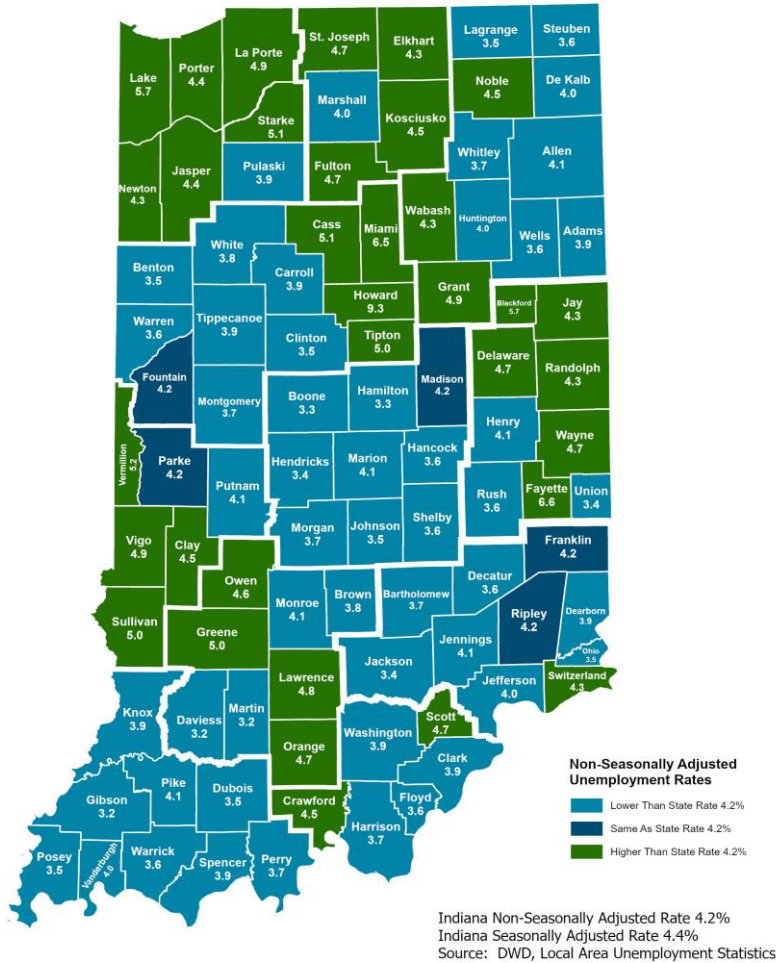 St. Joseph
4.7
Elkhart
4.3
Lagrange
3.5
Steuben
3.6
Lake
5.7
Porter
4.4
La Porte
4.9
Noble
4.5
De Kalb
4.0
Marshall
4.0
Kosciusko
4.5
Starke
5.1
Whitley
3.7
Allen
4.1
Newton
4.3
Jasper
4.4
Pulaski
3.9
Fulton
4.7
Wabash
4.3
Huntington
4.0
Wells
3.6
Adams
3.9
White
3.8
Cass
5.1
Miami
6.5
Benton
3.5
Carroll
3.9
Grant
4.9
Howard
9.3
Blackford
5.7
Jay
4.3
Warren
3.6
Tippecanoe
3.9
Clinton
3.5
Tipton
5.0
Fountain
4.2
Madison
4.2
Delaware
4.7
Randolph
4.3
Montgomery
3.7
Boone
3.3
Hamilton
3.3
Henry
4.1
Wayne
4.7
Vermillion
5.2
Parke
4.2
Putnam
4.1
Hendricks
3.4
Marion
4.1
Hancock
3.6
Rush
3.6
Fayette
6.6
Union
3.4
Vigo
4.9
Clay
4.5
Morgan
3.7
Johnson
3.5
Shelby
3.6
Franklin
4.2
Owen
4.6
Decatur
3.6
Monroe
4.1
Brown
3.8
Bartholomew
3.7
Ripley
4.2
Dearborn
3.9
Sullivan
5.0
Greene
5.0
Jennings
4.1
Ohio
3.5
Jackson
3.4
Lawrence
4.8
Jefferson
4.0
Switzerland
4.3
Knox
3.9
Daviess
3.2
Martin
3.2
Orange
4.7
Washington
3.9
Scott
4.7
Clark
3.9
Pike
4.1
Dubois
3.5
Gibson
3.2
Crawford
4.5
Floyd
3.6
Harrison
3.7
Posey
3.5
Vanderburgh
4.0
Warrick
3.6
Spencer
3.9
Perry
3.7
Non-Seasonally Adjusted
Unemployment Rates
Lower Than State Rate 4.2%
Same As State Rate 4.2%
Higher Than State Rate 4.2%
Indiana Non-Seasonally Adjusted Rate 4.2%
Indiana Seasonally Adjusted Rate 4.4%
Source: DWD, Local Area Unemployment Statistics